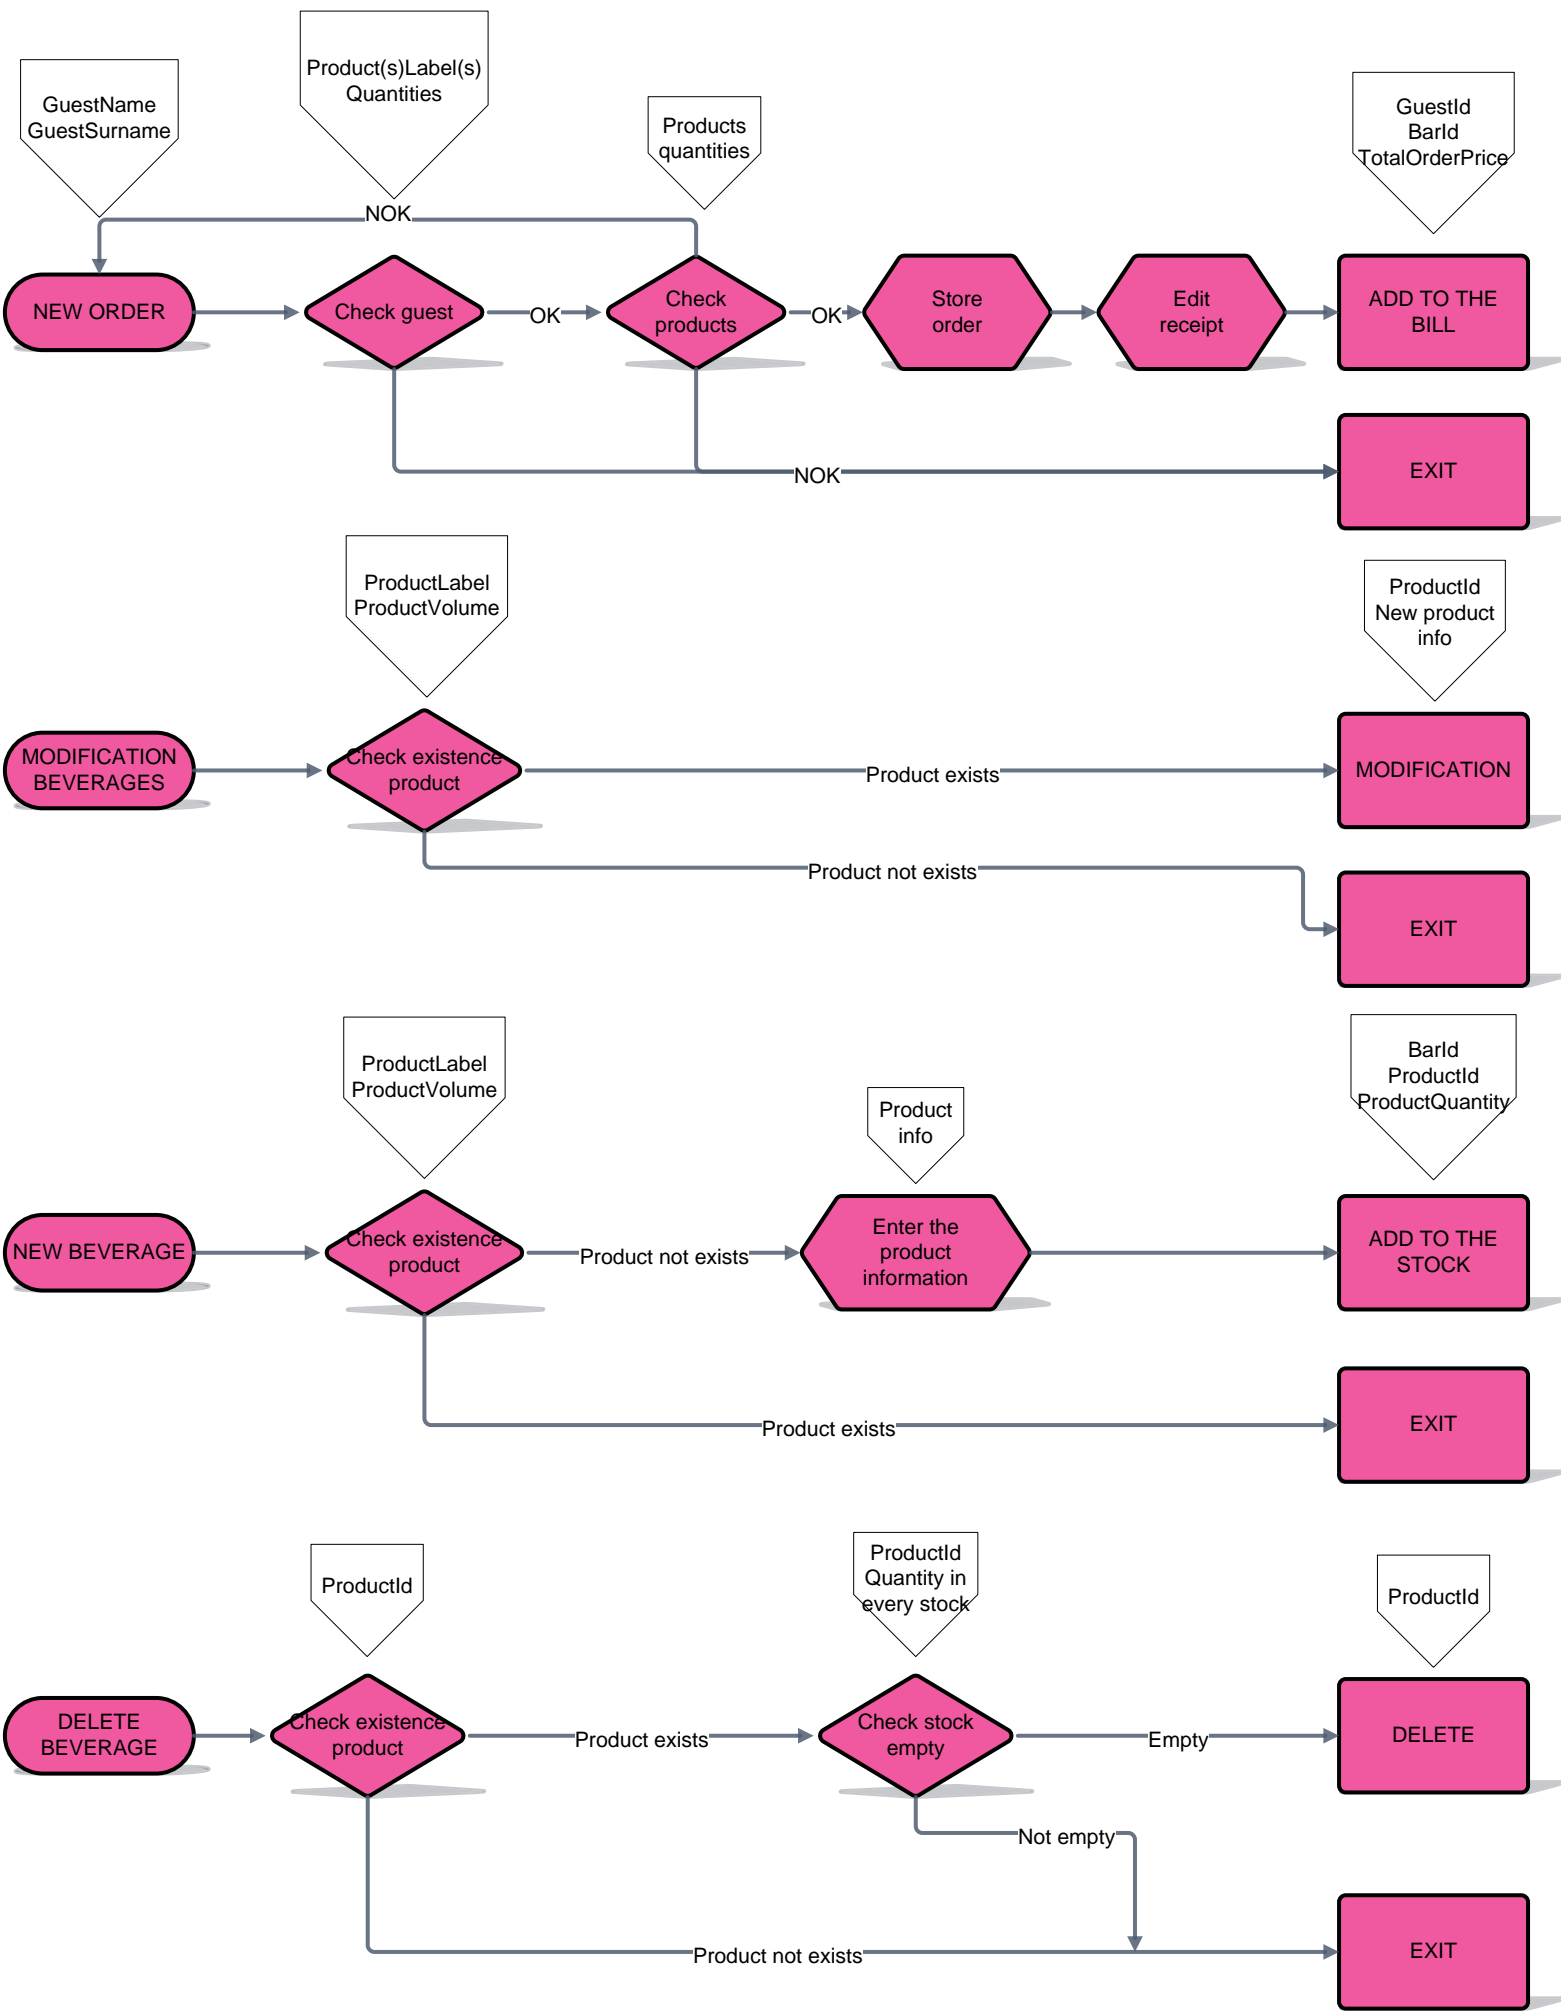 GuestName
GuestSurname
Product(s)Label(s)
Quantities
Products
quantities
GuestId
BarId
TotalOrderPrice
NOK
NEW ORDER
Check guest
OK
Check
products
OK
Store
order
Edit
receipt
ADD TO THE
BILL
NOK
EXIT
ProductLabel
ProductVolume
ProductId
New product
info
MODIFICATION
BEVERAGES
Check existence
product
Product exists
MODIFICATION
Product not exists
EXIT
ProductLabel
ProductVolume
Product
info
BarId
ProductId
ProductQuantity
NEW BEVERAGE
Check existence
product
Product not exists
Enter the
product
information
ADD TO THE
STOCK
Product exists
EXIT
ProductId
ProductId
Quantity in
every stock
ProductId
DELETE
BEVERAGE
Check existence
product
Product exists
Check stock
empty
Empty
DELETE
Not empty
Product not exists
EXIT